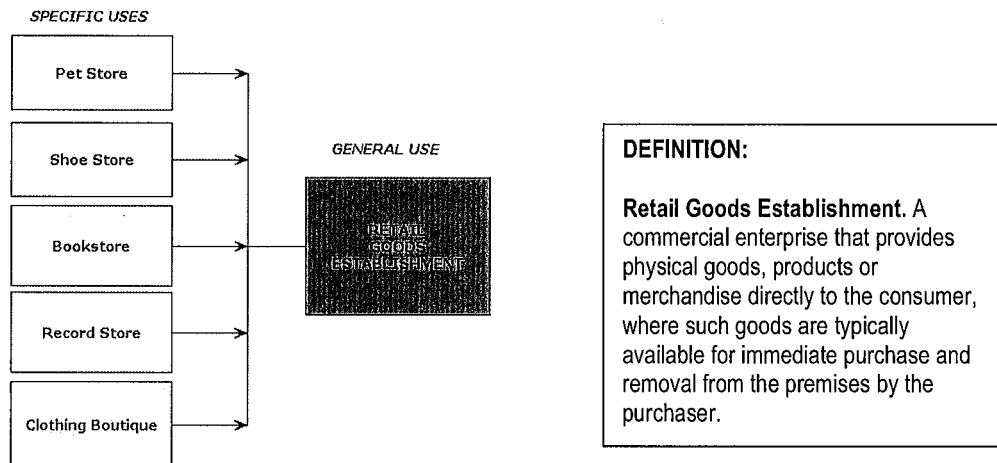 SPECIFIC USES
Pet Store
Shoe Store
Bookstore
Record Store
Clothing Boutique
GENERAL USE
RETAIL
GOODS
ESTABLISHMENT
DEFINITION:
Retail Goods Establishment. A
commercial enterprise that provides
physical goods, products or
merchandise directly to the consumer,
where such goods are typically
available for immediate purchase and
removal from the premises by the
purchaser.